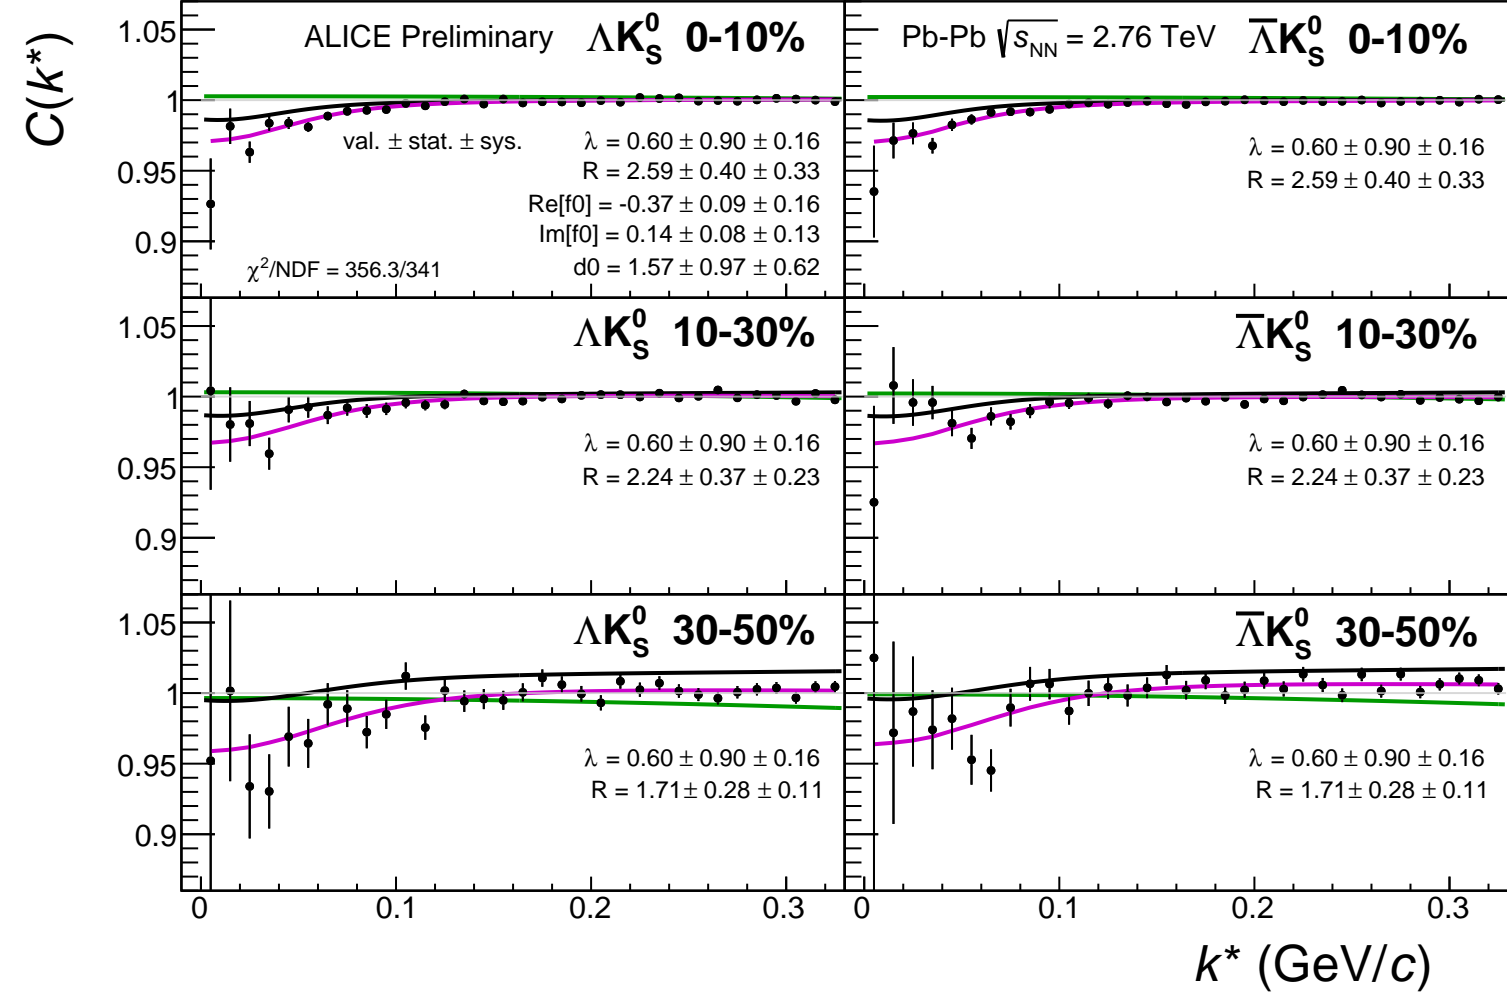 C(k*)
ALICE Preliminary ΛK⁰_S 0-10%
val. ± stat. ± sys.
λ = 0.60 ± 0.90 ± 0.16
R = 2.59 ± 0.40 ± 0.33
Re[f0] = -0.37 ± 0.09 ± 0.16
Im[f0] = 0.14 ± 0.08 ± 0.13
d0 = 1.57 ± 0.97 ± 0.62
χ²/NDF = 356.3/341
1.05
1
0.95
0.9
Pb-Pb √s_NN = 2.76 TeV Λ̅K⁰_S 0-10%
λ = 0.60 ± 0.90 ± 0.16
R = 2.59 ± 0.40 ± 0.33
ΛK⁰_S 10-30%
λ = 0.60 ± 0.90 ± 0.16
R = 2.24 ± 0.37 ± 0.23
1.05
1
0.95
0.9
Λ̅K⁰_S 10-30%
λ = 0.60 ± 0.90 ± 0.16
R = 2.24 ± 0.37 ± 0.23
ΛK⁰_S 30-50%
λ = 0.60 ± 0.90 ± 0.16
R = 1.71± 0.28 ± 0.11
1.05
1
0.95
0.9
Λ̅K⁰_S 30-50%
λ = 0.60 ± 0.90 ± 0.16
R = 1.71± 0.28 ± 0.11
0 0.1 0.2 0.3 0 0.1 0.2 0.3
k* (GeV/c)